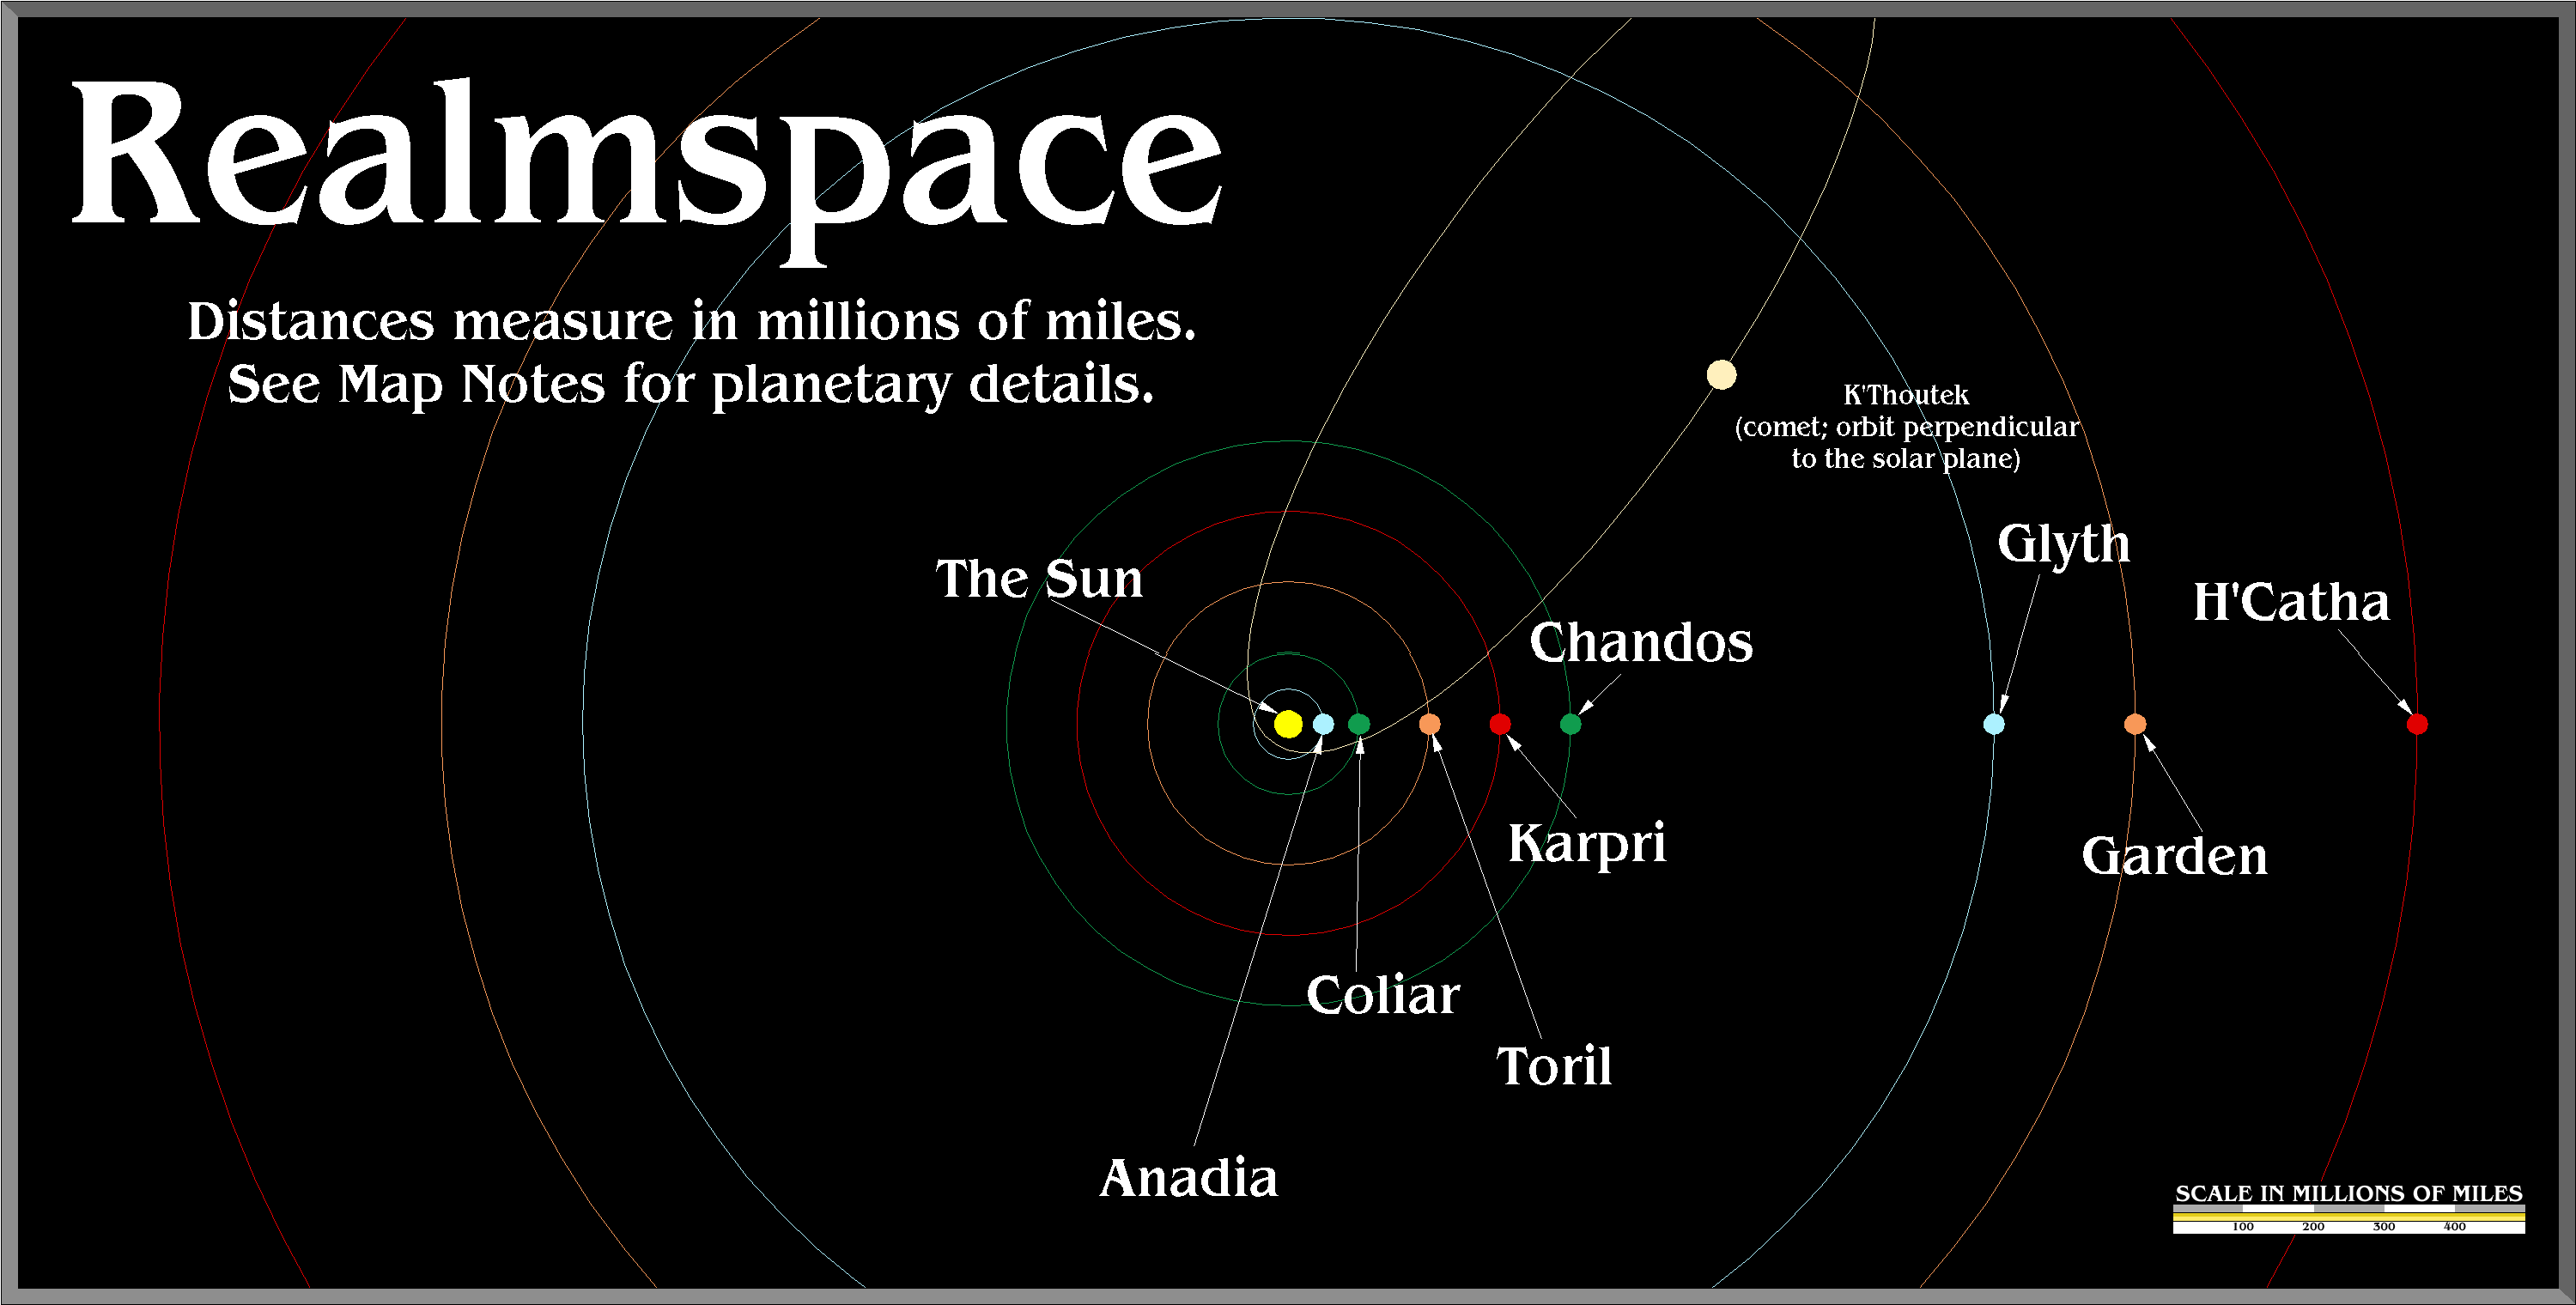 Realmspace
Distances measure in millions of miles.
See Map Notes for planetary details.
K'Thoutek
(comet; orbit perpendicular
to the solar plane)
Glyth
The Sun
H'Catha
Chandos
Karpri
Garden
Coliar
Toril
Anadia
SCALE IN MILLIONS OF MILES
100 200 300 400